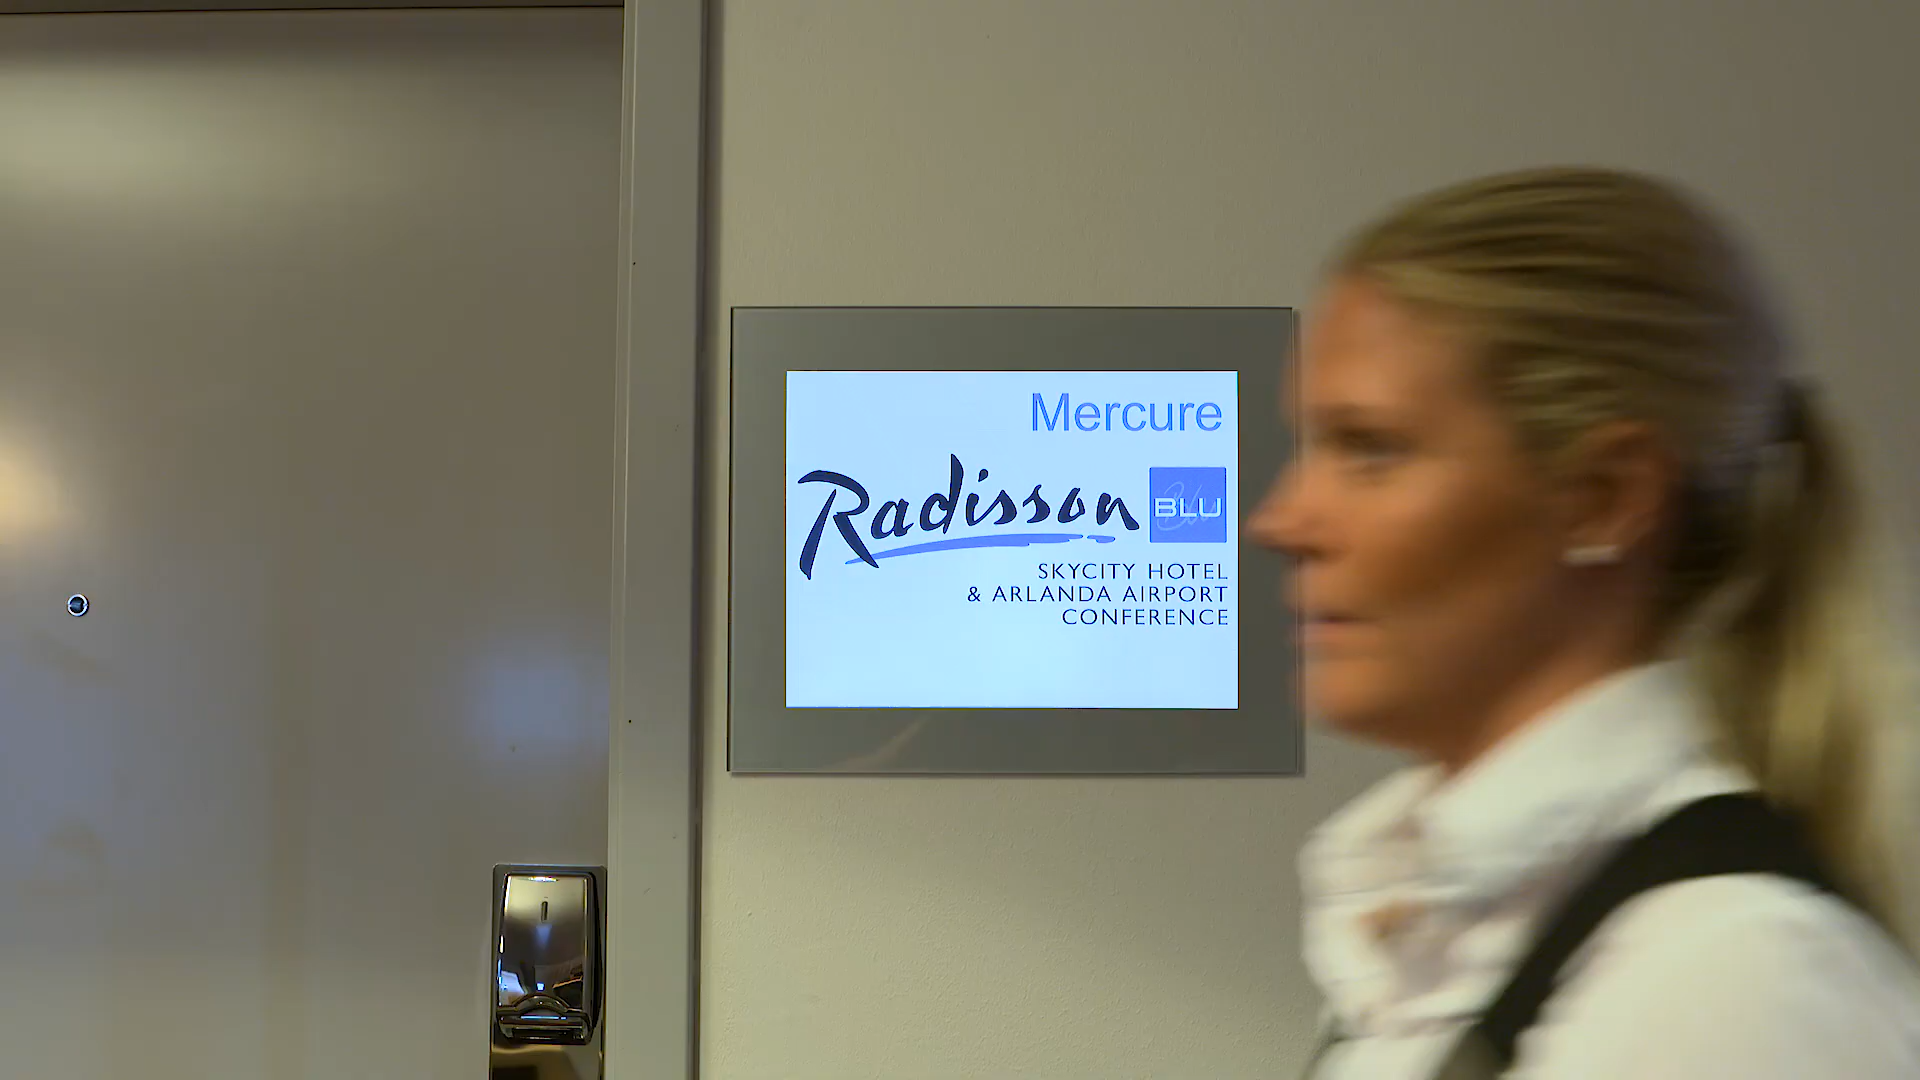 Mercure
Radisson BLU
SKYCITY HOTEL
& ARLANDA AIRPORT
CONFERENCE